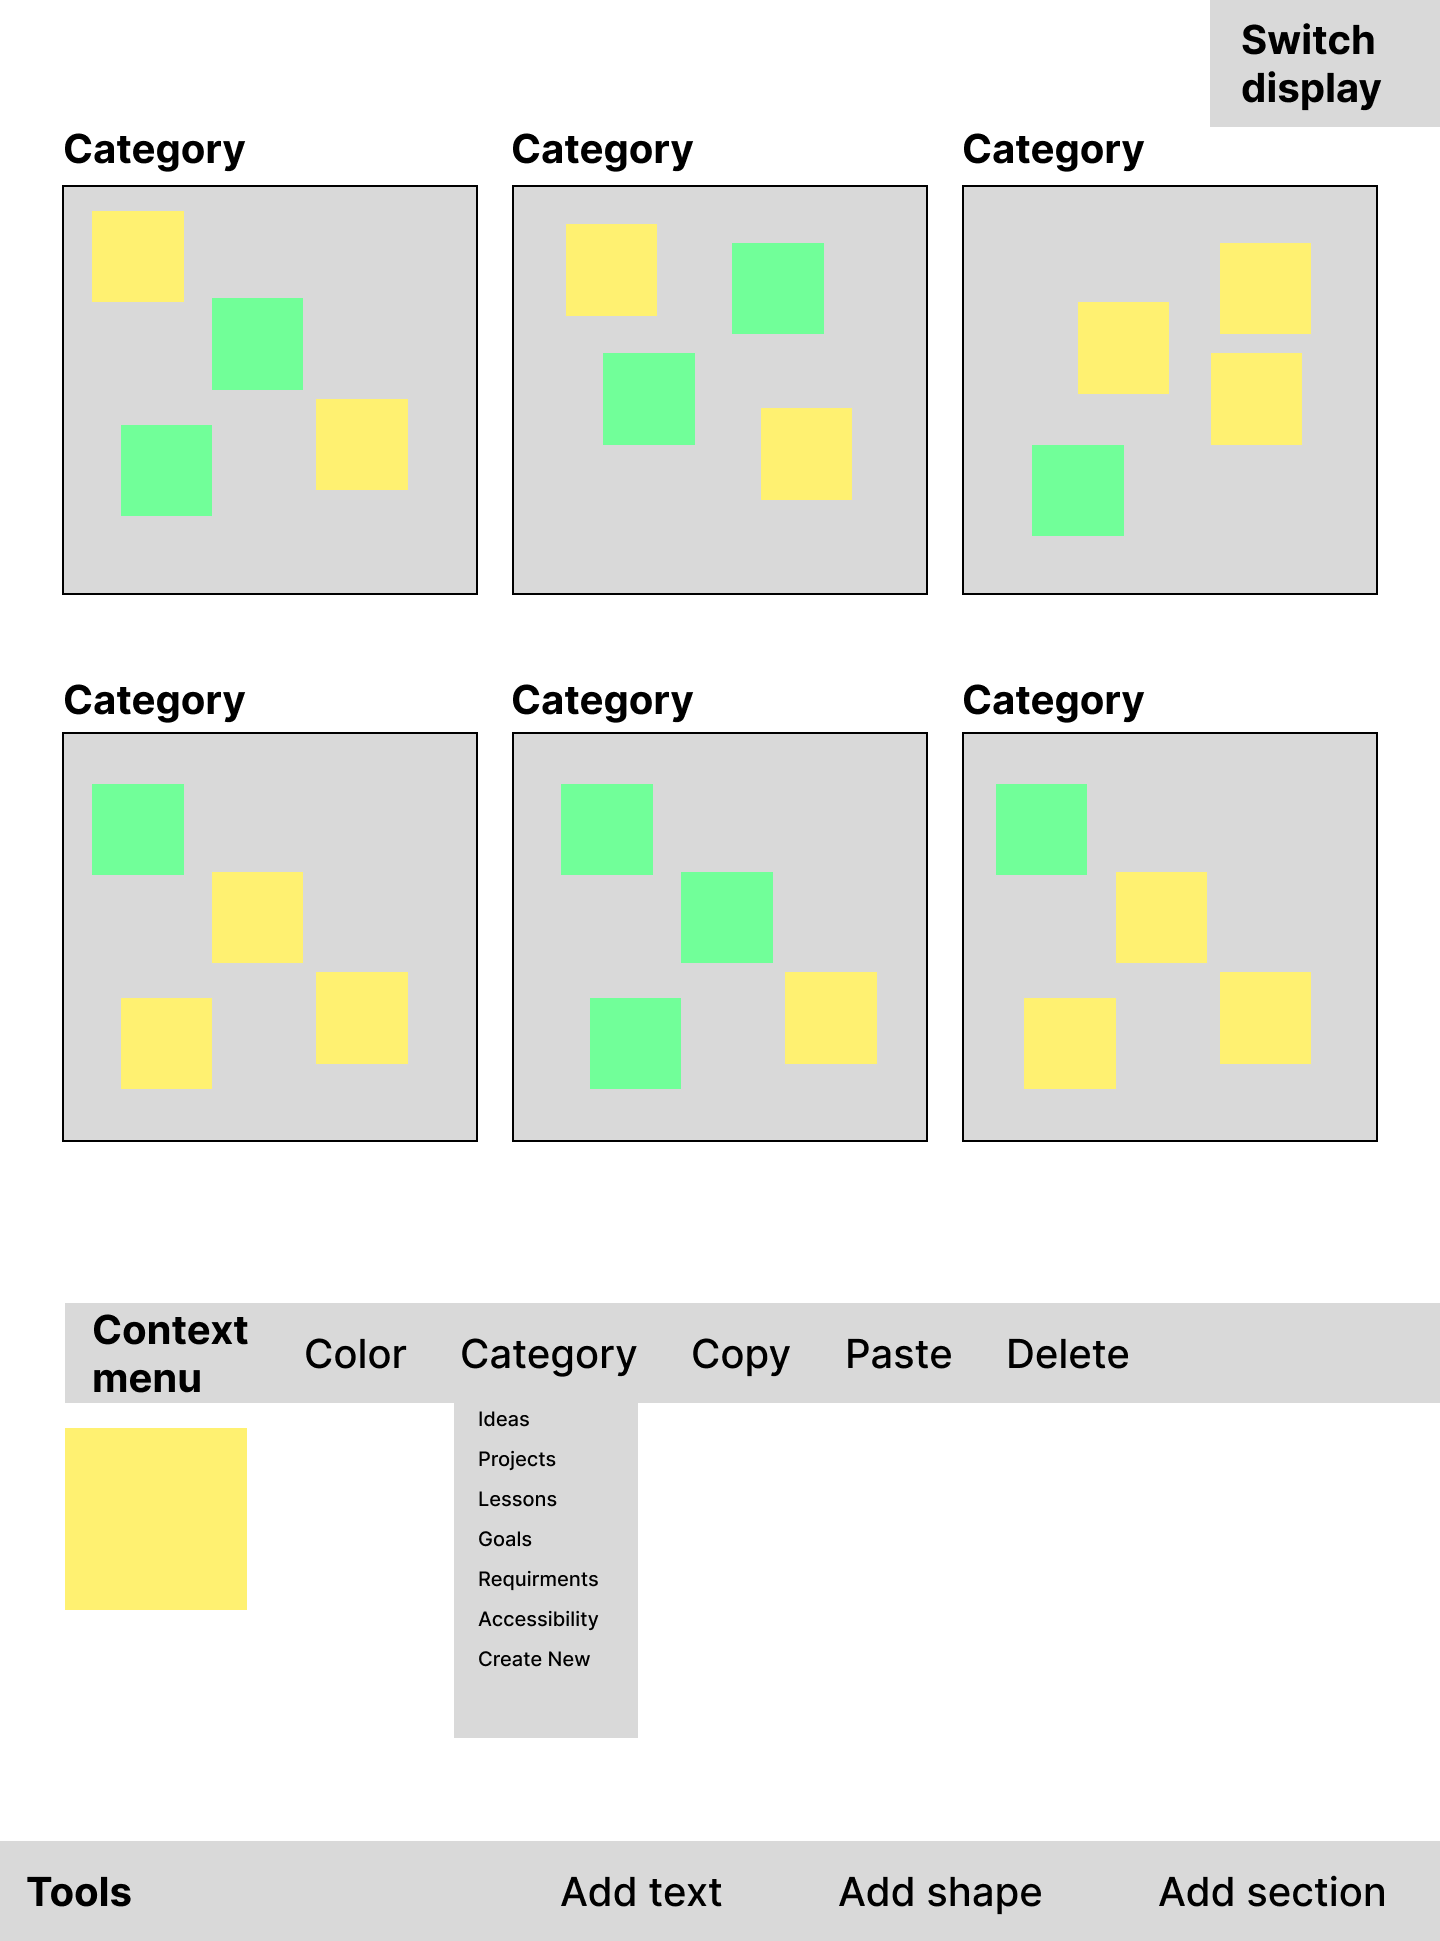 Switch
display
Category
Category
Category
Category
Category
Category
Context
menu
Color
Category
Copy
Paste
Delete
Ideas
Projects
Lessons
Goals
Requirments
Accessibility
Create New
Tools
Add text
Add shape
Add section